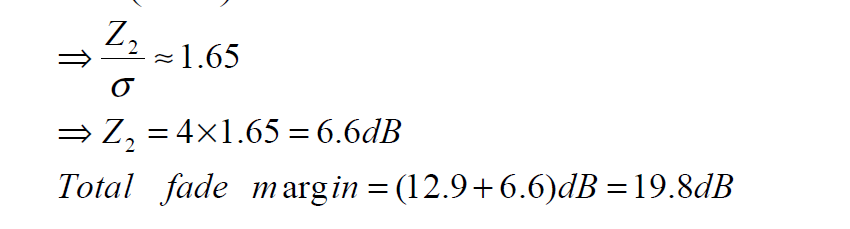 ⇒ Z₂/σ ≈ 1.65
⇒ Z₂ = 4×1.65 = 6.6dB
Total fade margin = (12.9+6.6)dB = 19.8dB